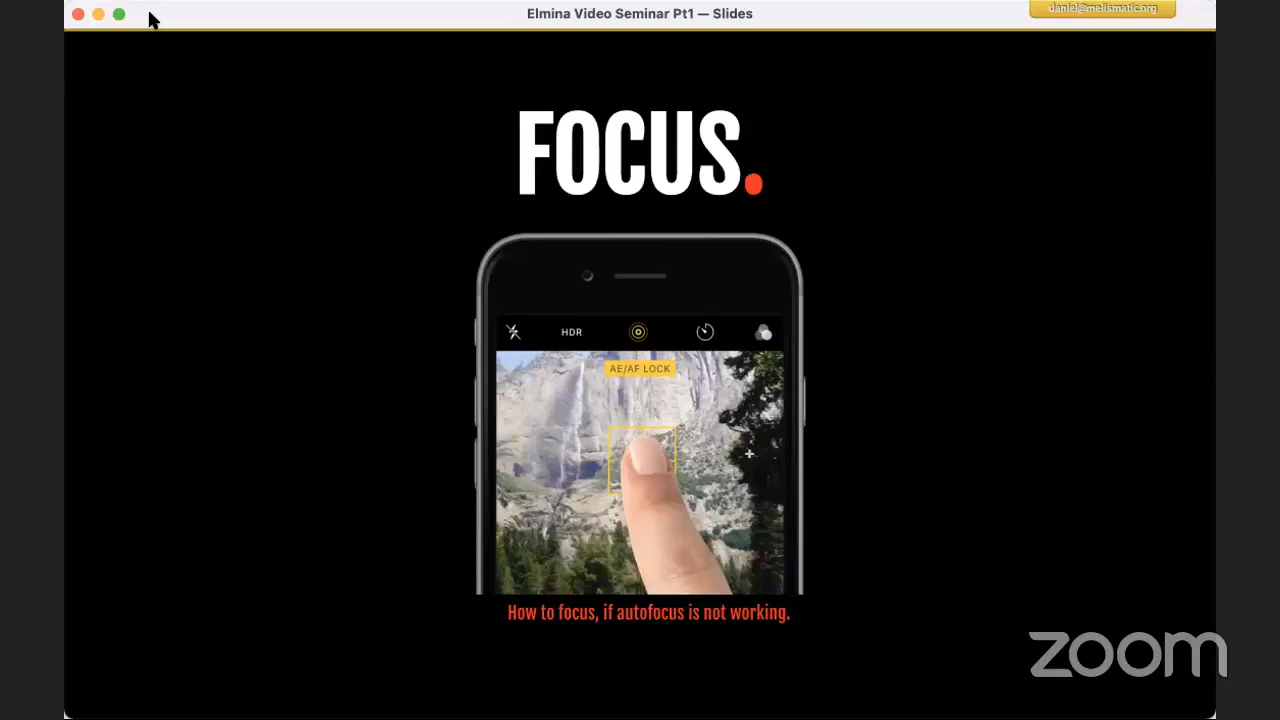 Elmina Video Seminar Pt1 — Slides
daniel@melismatic.org
FOCUS.
HDR
AE/AF LOCK
How to focus, if autofocus is not working.
zoom